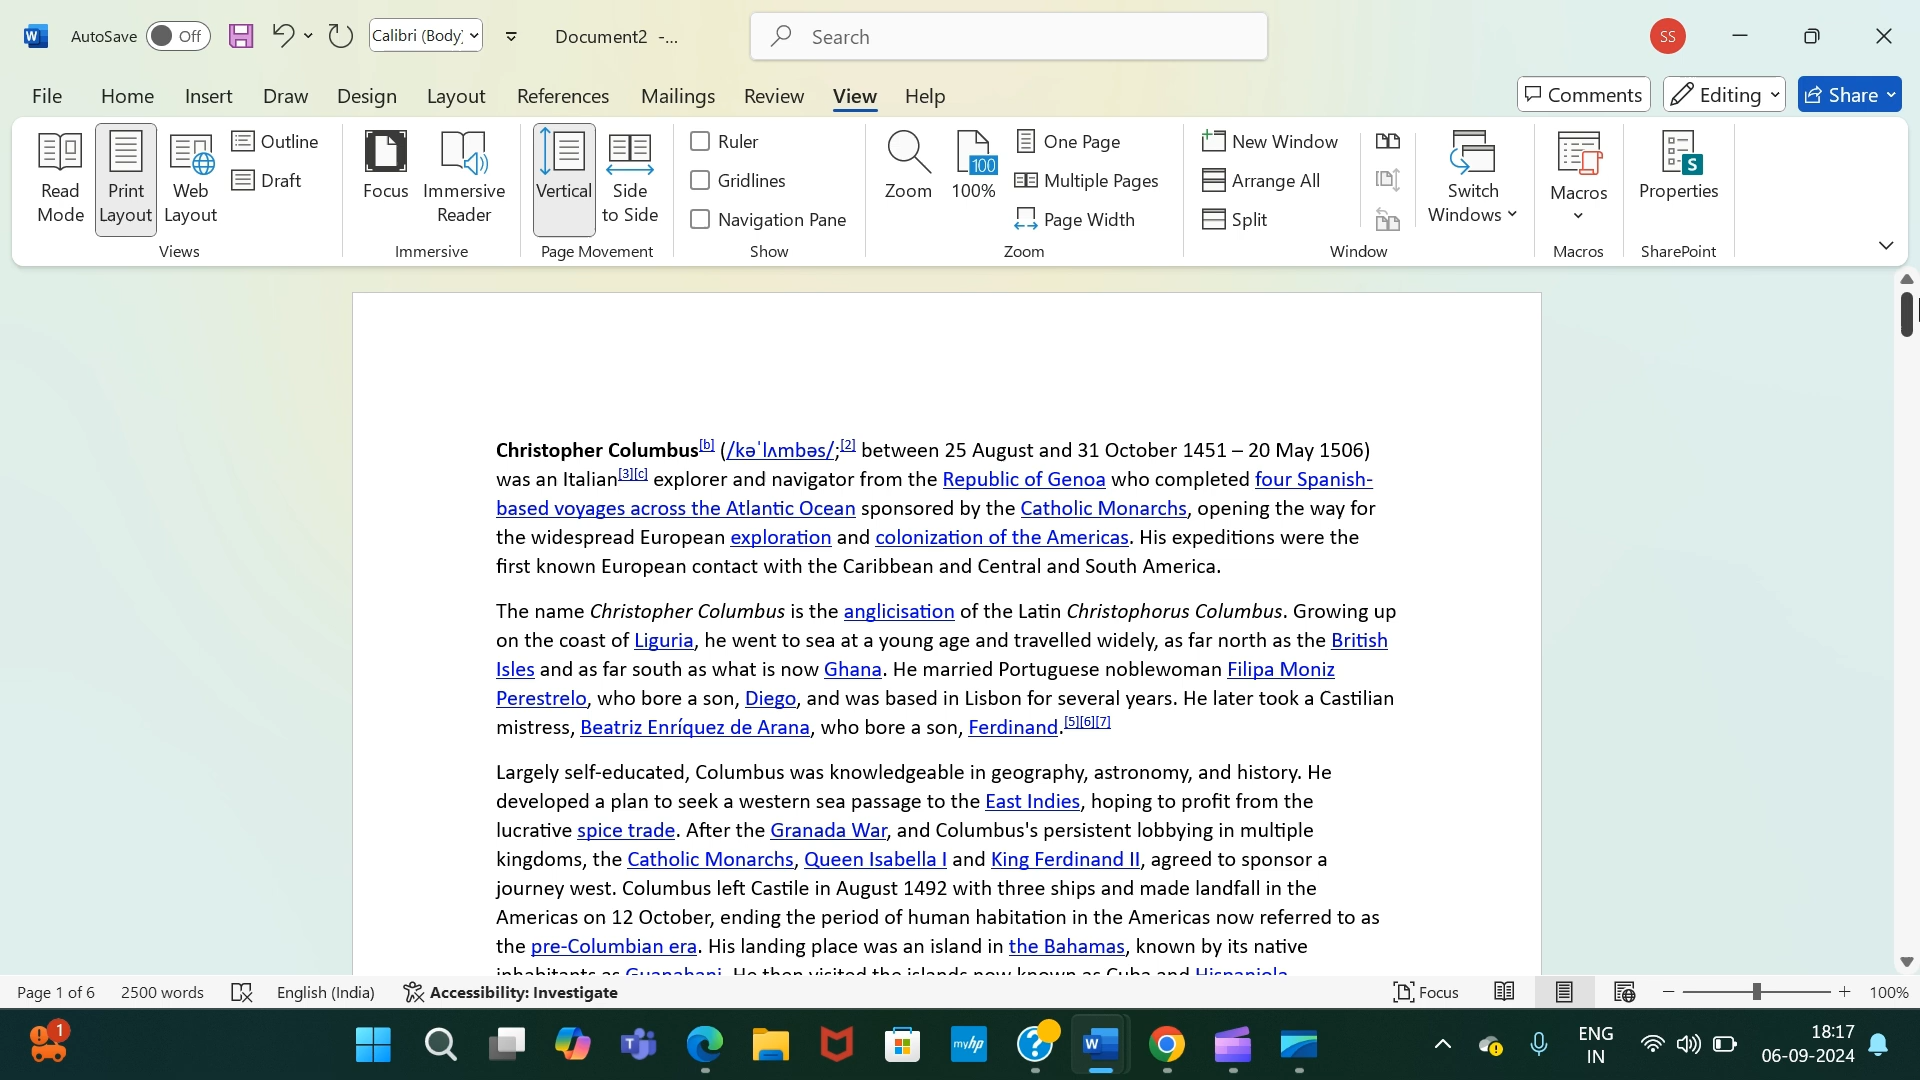 AutoSave Off Calibri (Body) Document2 -... Search SS
File Home Insert Draw Design Layout References Mailings Review View Help Comments Editing Share
Read Mode
Print Layout
Web Layout
Outline
Draft
Views
Focus
Immersive Reader
Immersive
Vertical
Side to Side
Page Movement
Ruler
Gridlines
Navigation Pane
Show
Zoom
100
100%
One Page
Multiple Pages
Page Width
Zoom
New Window
Arrange All
Split
Switch Windows
Window
Macros
Macros
S
Properties
SharePoint
Christopher Columbus[b] (/kəˈlʌmbəs/;[2] between 25 August and 31 October 1451 – 20 May 1506)
was an Italian[3][c] explorer and navigator from the Republic of Genoa who completed four Spanish-
based voyages across the Atlantic Ocean sponsored by the Catholic Monarchs, opening the way for
the widespread European exploration and colonization of the Americas. His expeditions were the
first known European contact with the Caribbean and Central and South America.
The name Christopher Columbus is the anglicisation of the Latin Christophorus Columbus. Growing up
on the coast of Liguria, he went to sea at a young age and travelled widely, as far north as the British
Isles and as far south as what is now Ghana. He married Portuguese noblewoman Filipa Moniz
Perestrelo, who bore a son, Diego, and was based in Lisbon for several years. He later took a Castilian
mistress, Beatriz Enríquez de Arana, who bore a son, Ferdinand.[5][6][7]
Largely self-educated, Columbus was knowledgeable in geography, astronomy, and history. He
developed a plan to seek a western sea passage to the East Indies, hoping to profit from the
lucrative spice trade. After the Granada War, and Columbus's persistent lobbying in multiple
kingdoms, the Catholic Monarchs, Queen Isabella I and King Ferdinand II, agreed to sponsor a
journey west. Columbus left Castile in August 1492 with three ships and made landfall in the
Americas on 12 October, ending the period of human habitation in the Americas now referred to as
the pre-Columbian era. His landing place was an island in the Bahamas, known by its native
inhabitants as Guanahani. He then visited the islands now known as Cuba and Hispaniola,
Page 1 of 6 2500 words English (India) Accessibility: Investigate Focus 100%
1 myhp ENG
IN
18:17
06-09-2024